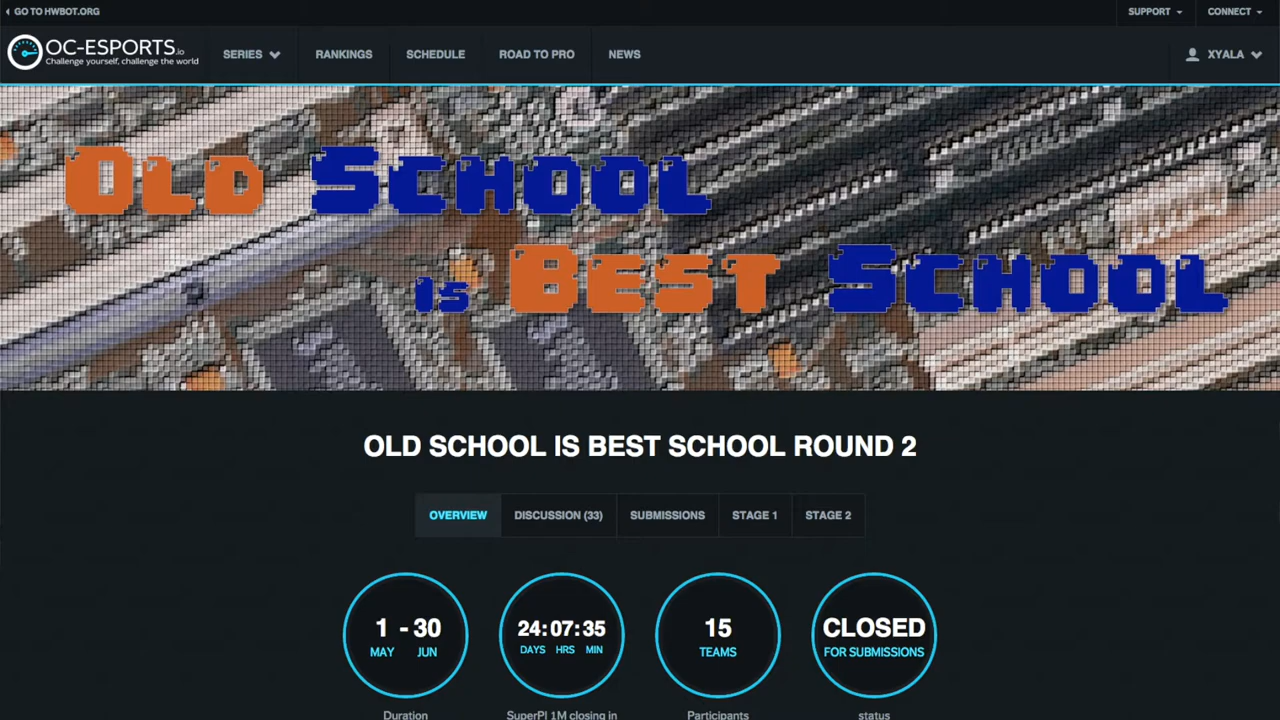 GO TO HWBOT.ORG
SUPPORT
CONNECT
OC-ESPORTS.io
Challenge yourself, challenge the world
SERIES
RANKINGS
SCHEDULE
ROAD TO PRO
NEWS
XYALA
OLD SCHOOL
IS BEST SCHOOL
OLD SCHOOL IS BEST SCHOOL ROUND 2
OVERVIEW
DISCUSSION (33)
SUBMISSIONS
STAGE 1
STAGE 2
1 - 30
MAY JUN
Duration
24:07:35
DAYS HRS MIN
SuperPI 1M closing in
15
TEAMS
Participants
CLOSED
FOR SUBMISSIONS
status